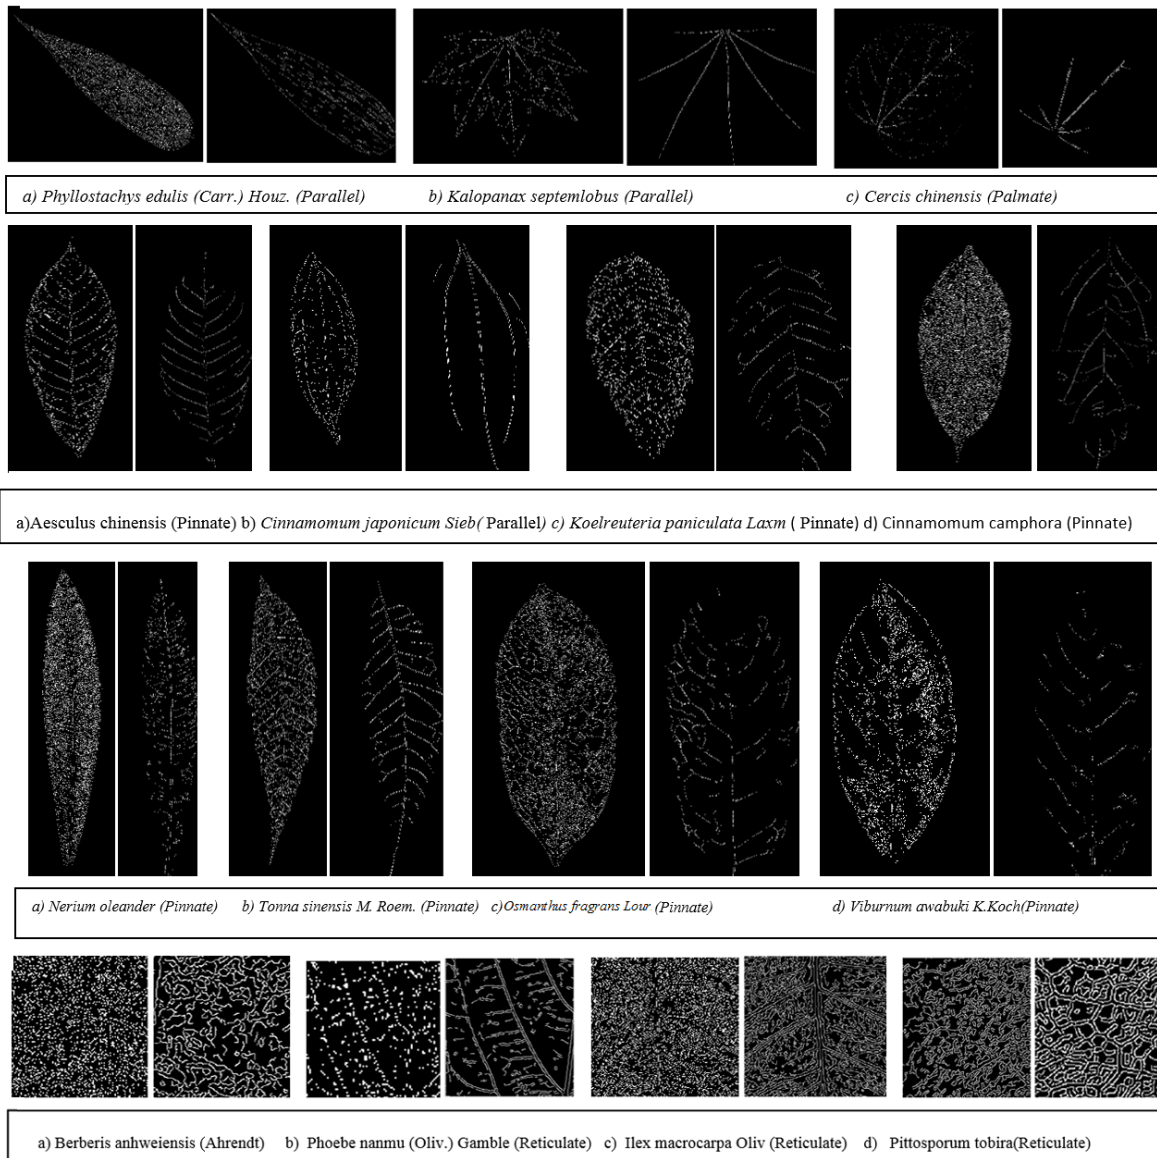 a) Phyllostachys edulis (Carr.) Houz. (Parallel) b) Kalopanax septemlobus (Parallel) c) Cercis chinensis (Palmate)
a)Aesculus chinensis (Pinnate) b) Cinnamomum japonicum Sieb( Parallel) c) Koelreuteria paniculata Laxm ( Pinnate) d) Cinnamomum camphora (Pinnate)
a) Nerium oleander (Pinnate) b) Tonna sinensis M. Roem. (Pinnate) c)Osmanthus fragrans Lour (Pinnate) d) Viburnum awabuki K.Koch(Pinnate)
a) Berberis anhweiensis (Ahrendt) b) Phoebe nanmu (Oliv.) Gamble (Reticulate) c) Ilex macrocarpa Oliv (Reticulate) d) Pittosporum tobira(Reticulate)